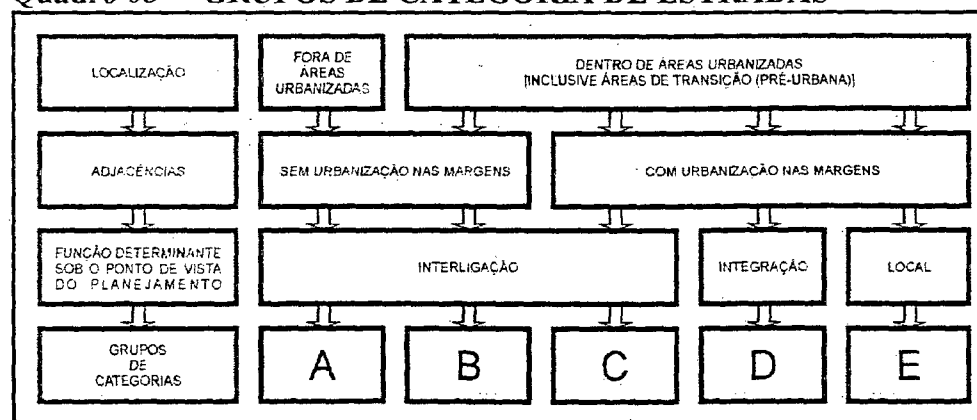 GRUPOS DE CATEGORIA DE ESTRADAS
LOCALIZAÇÃO
FORA DE
ÁREAS
URBANIZADAS
DENTRO DE ÁREAS URBANIZADAS
[INCLUSIVE ÁREAS DE TRANSIÇÃO (PRÉ-URBANA)]
ADJACÊNCIAS
SEM URBANIZAÇÃO NAS MARGENS
COM URBANIZAÇÃO NAS MARGENS
FUNÇÃO DETERMINANTE
SOB O PONTO DE VISTA
DO PLANEJAMENTO
INTERLIGAÇÃO
INTEGRAÇÃO
LOCAL
GRUPOS
DE
CATEGORIAS
A
B
C
D
E